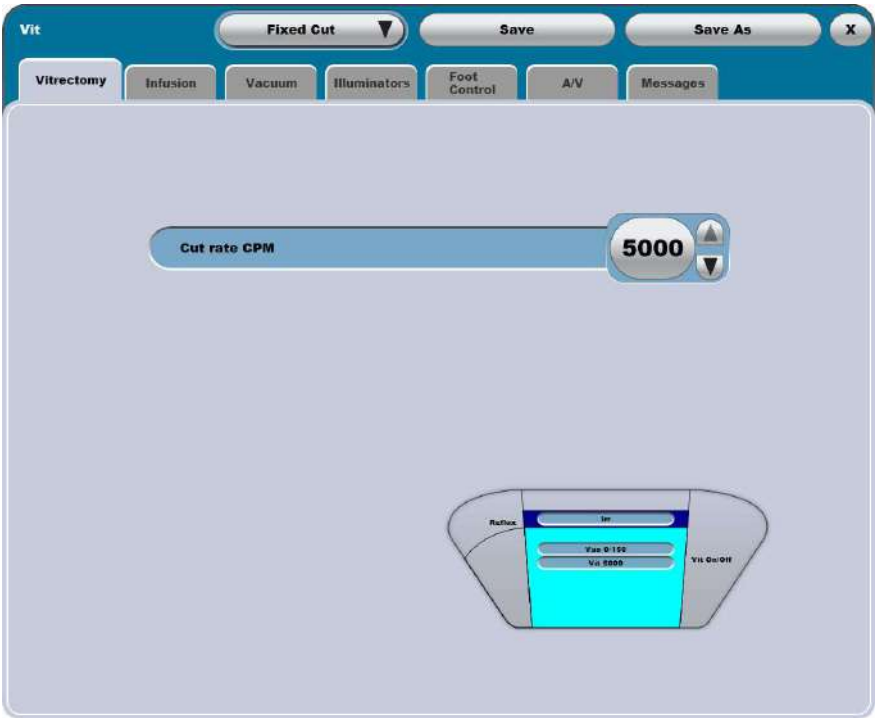 Vit
Fixed Cut
Save
Save As
X
Vitrectomy
Infusion
Vacuum
Illuminators
Foot
Control
A/V
Messages
Cut rate CPM
5000
Reflux
Irr
Vac 0/150
Vit 5000
Vit On/Off